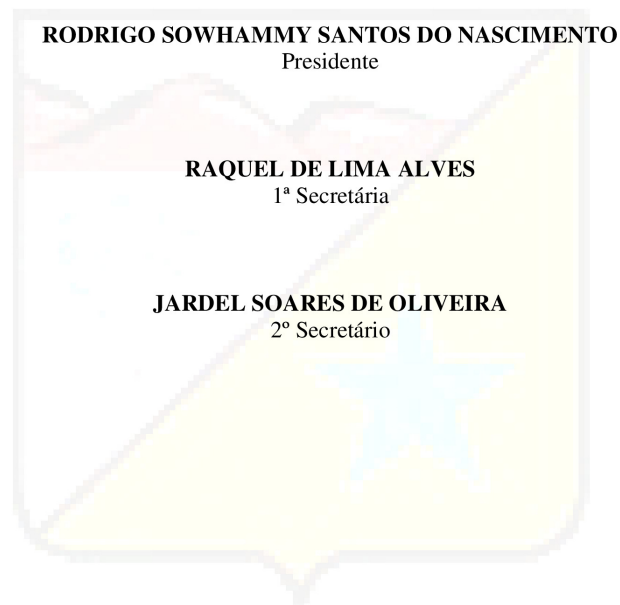 RODRIGO SOWHAMMY SANTOS DO NASCIMENTO
Presidente
RAQUEL DE LIMA ALVES
1ª Secretária
JARDEL SOARES DE OLIVEIRA
2º Secretário